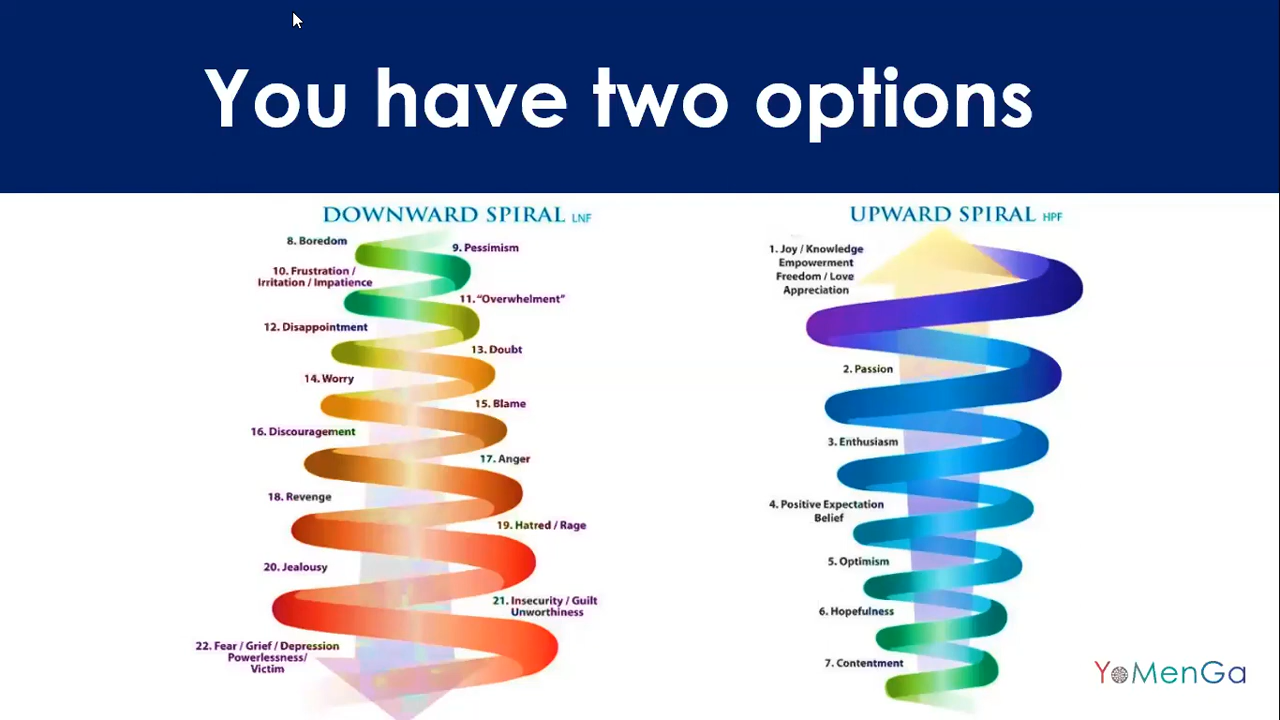 You have two options
DOWNWARD SPIRAL LNF
8. Boredom
9. Pessimism
10. Frustration /
Irritation / Impatience
11. “Overwhelment”
12. Disappointment
13. Doubt
14. Worry
15. Blame
16. Discouragement
17. Anger
18. Revenge
19. Hatred / Rage
20. Jealousy
21. Insecurity / Guilt
Unworthiness
22. Fear / Grief / Depression
Powerlessness/
Victim
UPWARD SPIRAL HPF
1. Joy / Knowledge
Empowerment
Freedom / Love
Appreciation
2. Passion
3. Enthusiasm
4. Positive Expectation
Belief
5. Optimism
6. Hopefulness
7. Contentment
YoMenGa